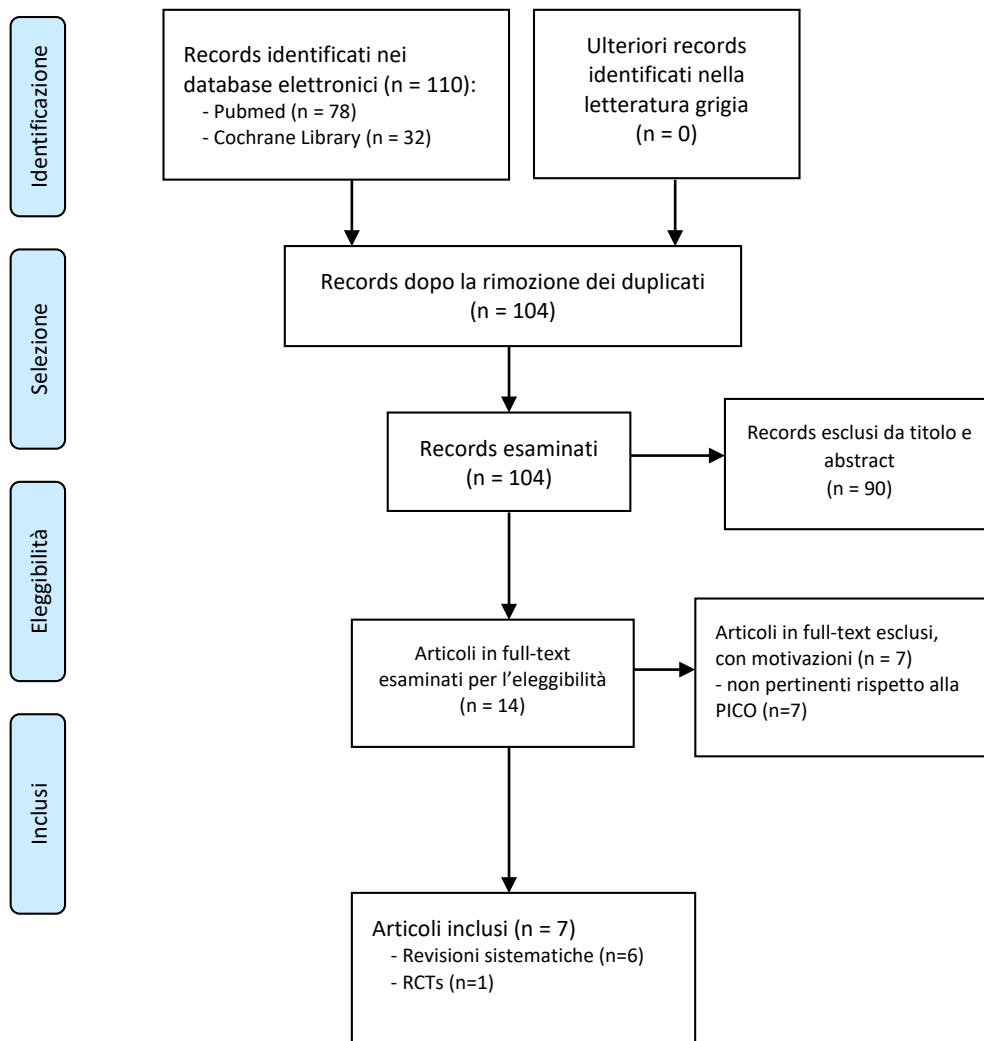 Identificazione
Records identificati nei
database elettronici (n = 110):
- Pubmed (n = 78)
- Cochrane Library (n = 32)
Ulteriori records
identificati nella
letteratura grigia
(n = 0)
Selezione
Records dopo la rimozione dei duplicati
(n = 104)
Records esaminati
(n = 104)
Records esclusi da titolo e
abstract
(n = 90)
Eleggibilità
Articoli in full-text
esaminati per l'eleggibilità
(n = 14)
Articoli in full-text esclusi,
con motivazioni (n = 7)
- non pertinenti rispetto alla
PICO (n=7)
Inclusi
Articoli inclusi (n = 7)
- Revisioni sistematiche (n=6)
- RCTs (n=1)